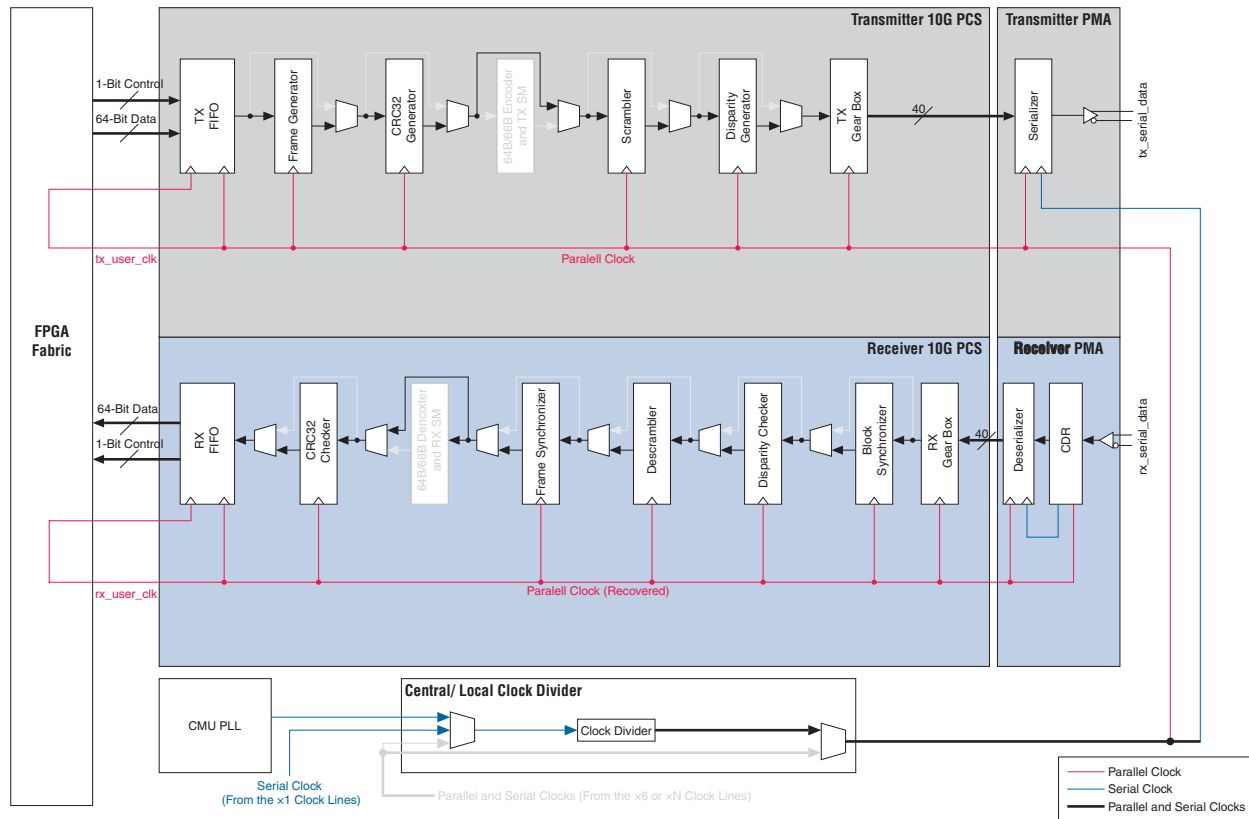 Transmitter 10G PCS
Transmitter PMA
1-Bit Control
64-Bit Data
TX
FIFO
Frame Generator
CRC32
Generator
64B/66B Encoder
and TX SM
Scrambler
Disparity
Generator
TX
Gear Box
40
Serializer
tx_serial_data
tx_user_clk
Paralell Clock
FPGA
Fabric
Receiver 10G PCS
Receiver PMA
64-Bit Data
1-Bit Control
RX
FIFO
CRC32
Checker
64B/66B Dencoder
and RX SM
Frame Synchronizer
Descrambler
Disparity Checker
Block
Synchronizer
RX
Gear Box
40
Deserializer
CDR
rx_serial_data
rx_user_clk
Paralell Clock (Recovered)
CMU PLL
Central/ Local Clock Divider
Clock Divider
Serial Clock
(From the ×1 Clock Lines)
Parallel and Serial Clocks (From the ×6 or ×N Clock Lines)
Parallel Clock
Serial Clock
Parallel and Serial Clocks